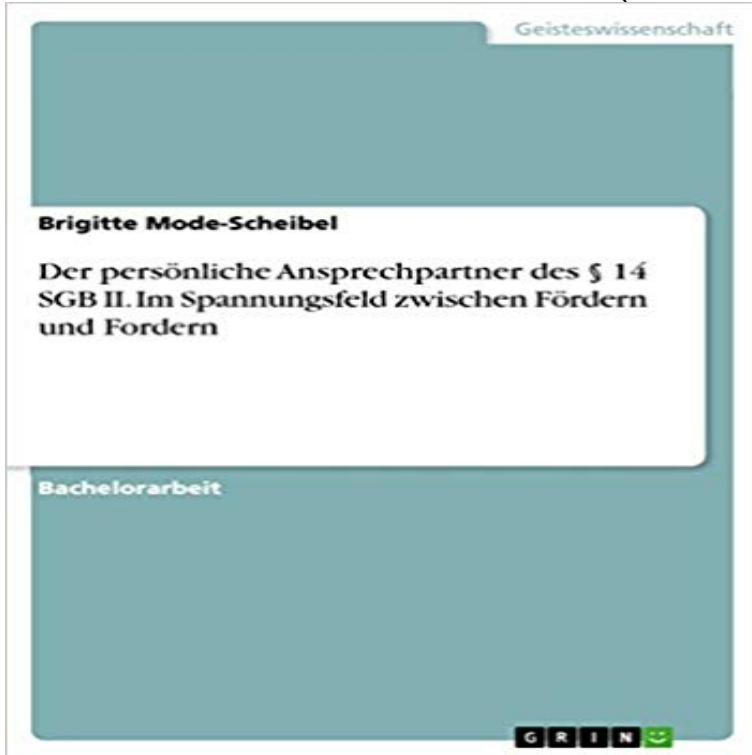 Geisteswissenschaft
Brigitte Mode-Scheibel
Der persönliche Ansprechpartner des § 14
SGB II. Im Spannungsfeld zwischen Fördern
und Fordern
Bachelorarbeit
GRIN